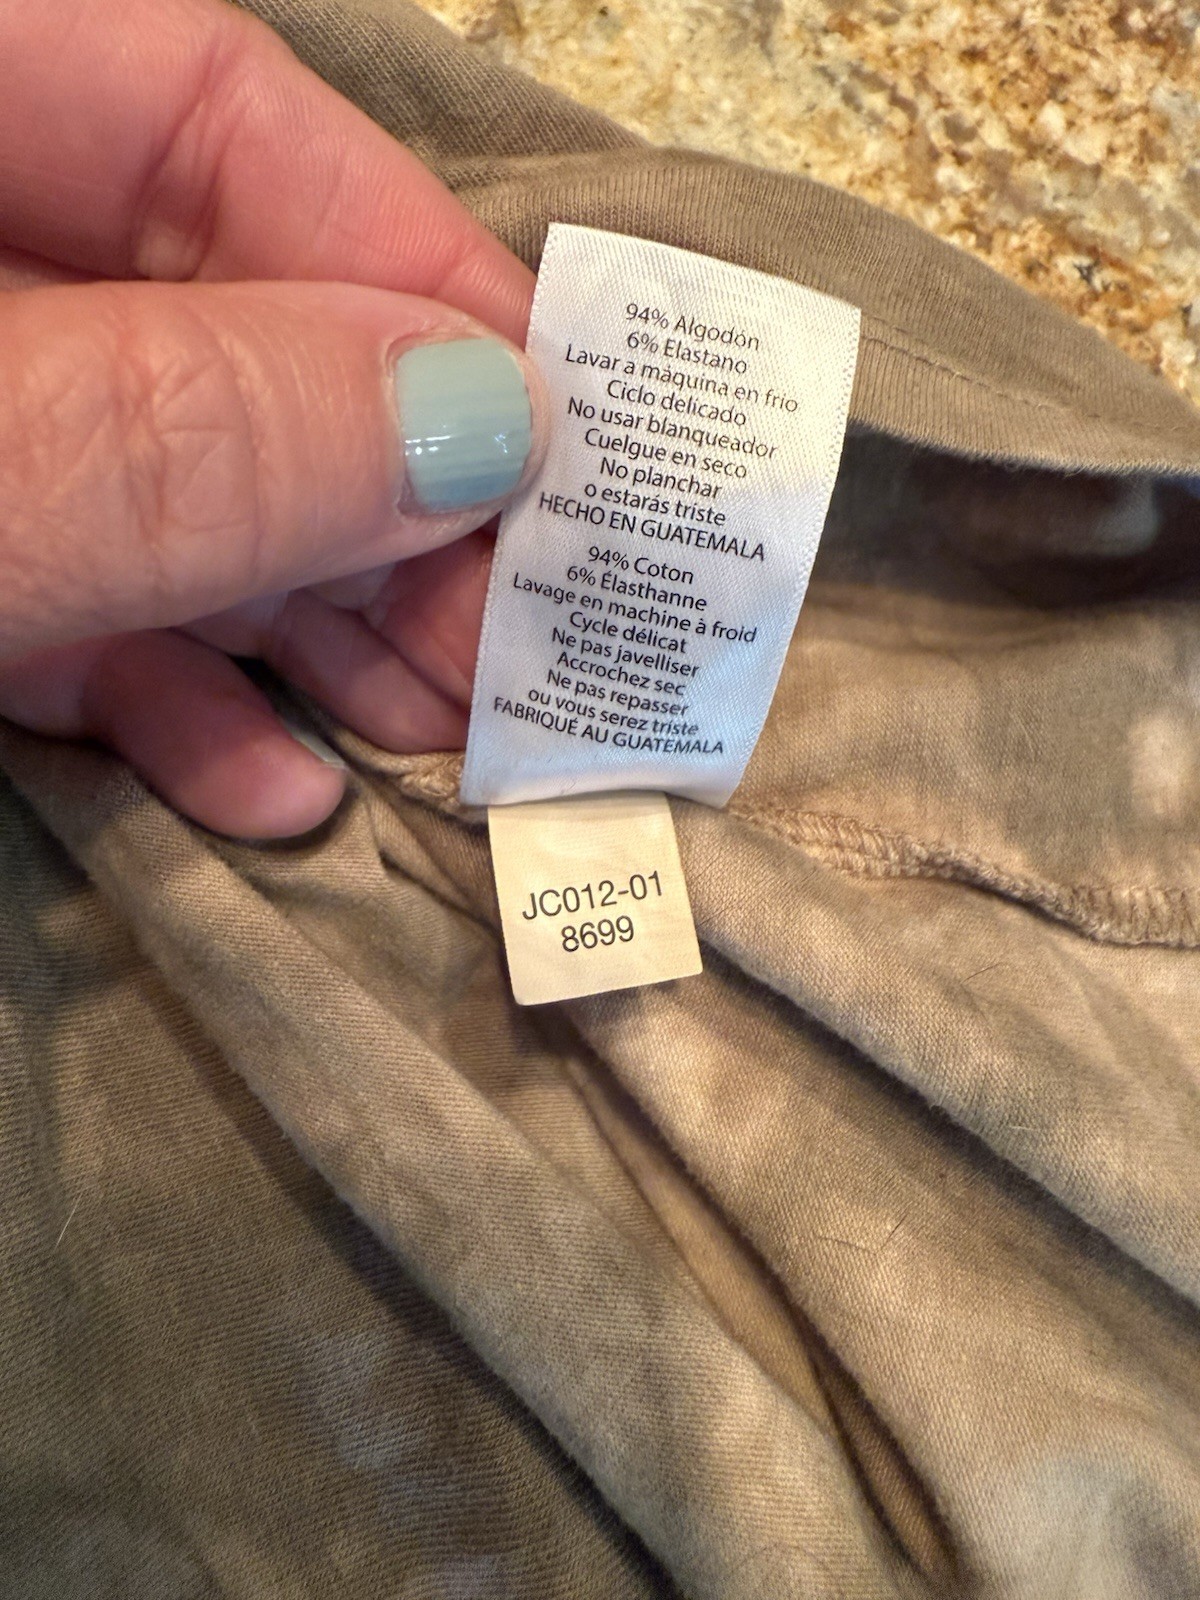 94% Algodón
6% Elastano
Lavar a máquina en frío
Ciclo delicado
No usar blanqueador
Cuelgue en seco
No planchar
o estarás triste
HECHO EN GUATEMALA
94% Coton
6% Élasthanne
Lavage en machine à froid
Cycle délicat
Ne pas javelliser
Accrochez sec
Ne pas repasser
ou vous serez triste
FABRIQUÉ AU GUATEMALA
JC012-01
8699